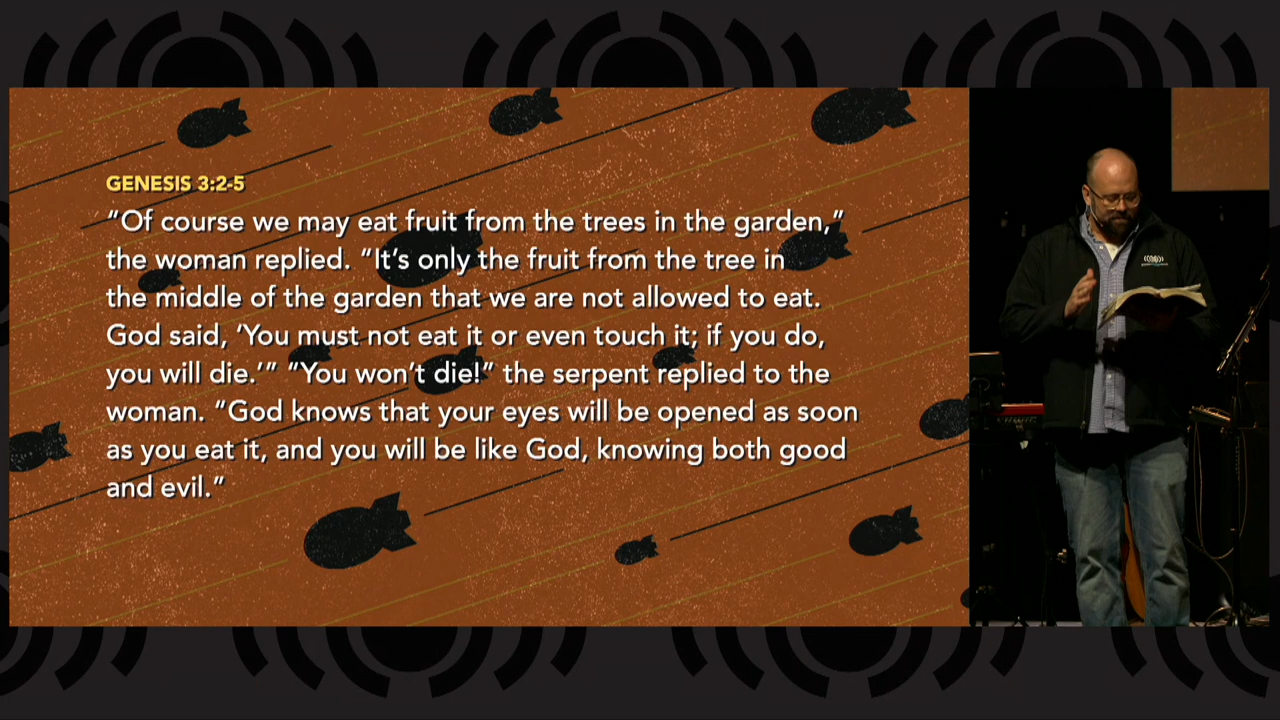 GENESIS 3:2-5
“Of course we may eat fruit from the trees in the garden,”
the woman replied. “It’s only the fruit from the tree in
the middle of the garden that we are not allowed to eat.
God said, ‘You must not eat it or even touch it; if you do,
you will die.’” “You won’t die!” the serpent replied to the
woman. “God knows that your eyes will be opened as soon
as you eat it, and you will be like God, knowing both good
and evil.”